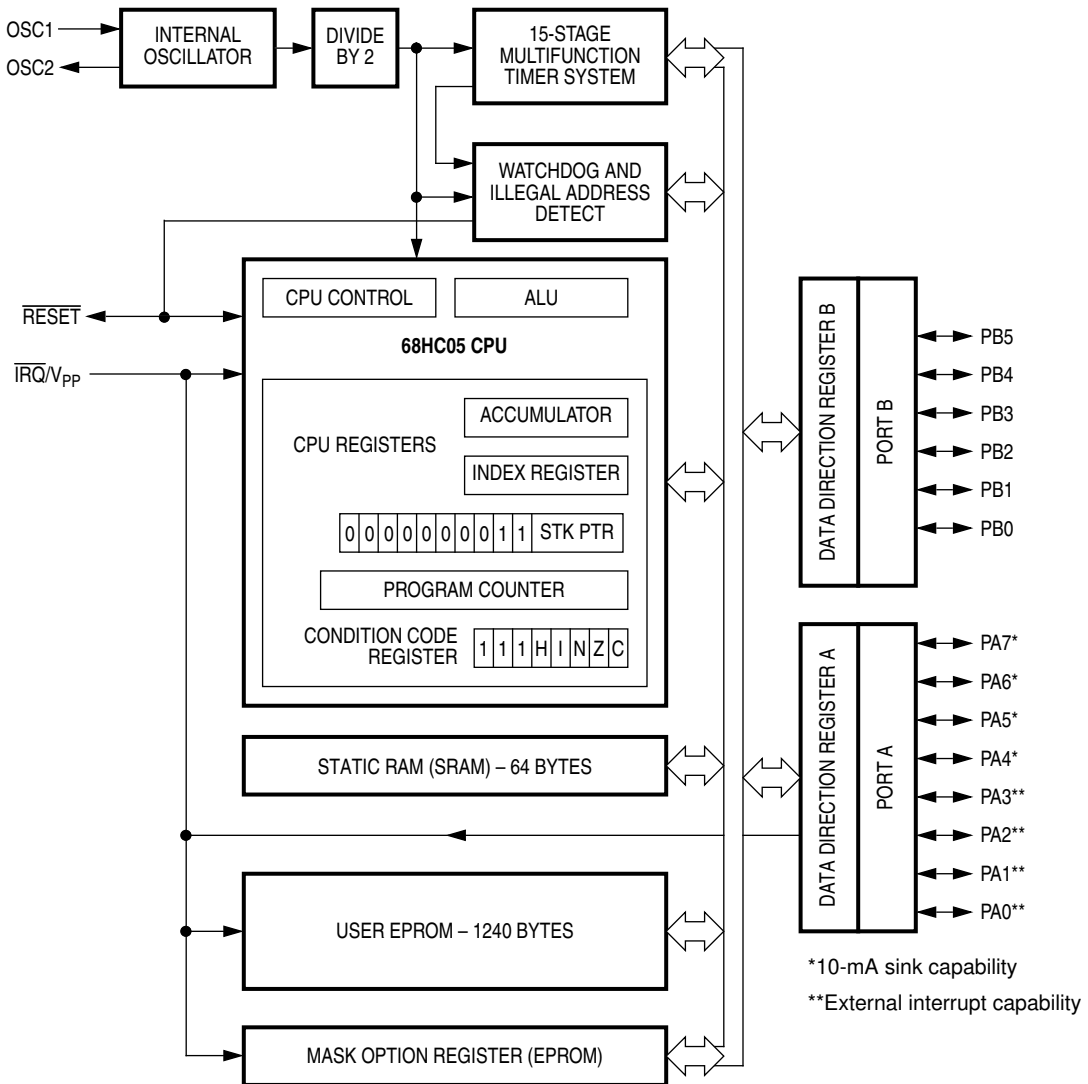 OSC1
OSC2
INTERNAL
OSCILLATOR
DIVIDE
BY 2
15-STAGE
MULTIFUNCTION
TIMER SYSTEM
WATCHDOG AND
ILLEGAL ADDRESS
DETECT
RESET
IRQ/VPP
CPU CONTROL
ALU
68HC05 CPU
CPU REGISTERS
ACCUMULATOR
INDEX REGISTER
0 0 0 0 0 0 0 0 1 1 STK PTR
PROGRAM COUNTER
CONDITION CODE
REGISTER
1 1 1 H I N Z C
STATIC RAM (SRAM) – 64 BYTES
USER EPROM – 1240 BYTES
MASK OPTION REGISTER (EPROM)
DATA DIRECTION REGISTER B
PORT B
PB5
PB4
PB3
PB2
PB1
PB0
DATA DIRECTION REGISTER A
PORT A
PA7*
PA6*
PA5*
PA4*
PA3**
PA2**
PA1**
PA0**
*10-mA sink capability
**External interrupt capability